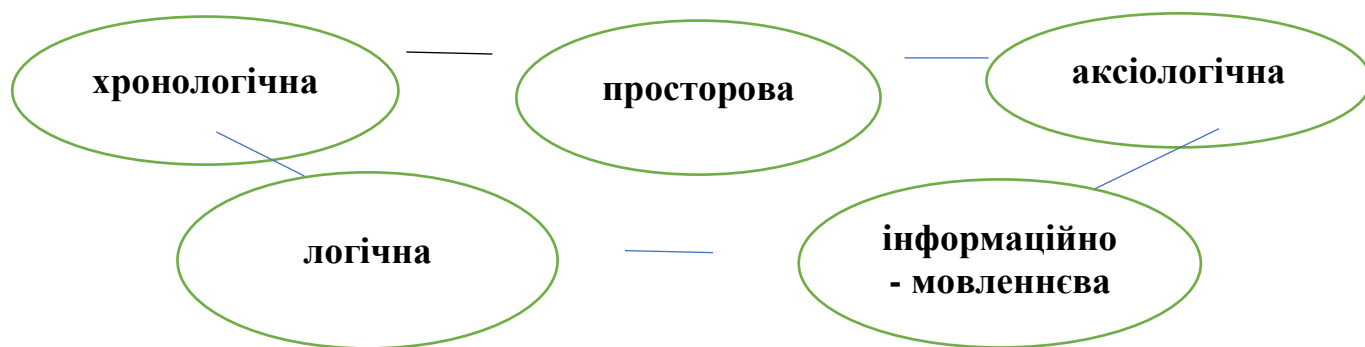 хронологічна
просторова
аксіологічна
логічна
інформаційно
- мовленнєва